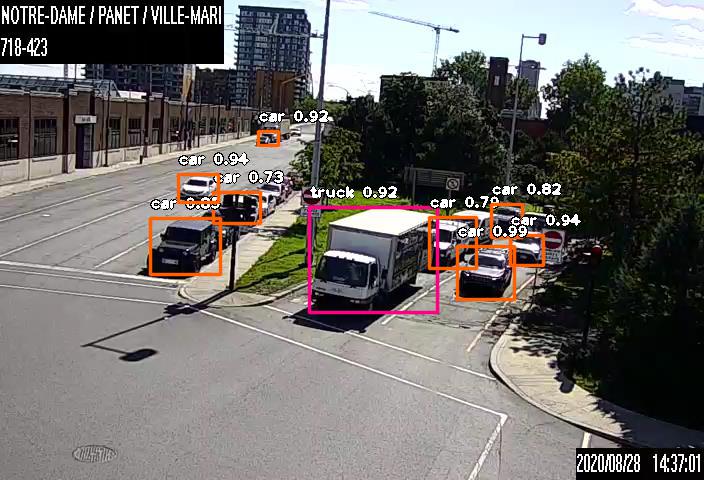 NOTRE-DAME / PANET / VILLE-MARI
718-423
car 0.92
car 0.94
car 0.73
truck 0.92
car 0.82
car 0.79
car 0.94
car 0.99
2020/08/28 14:37:01